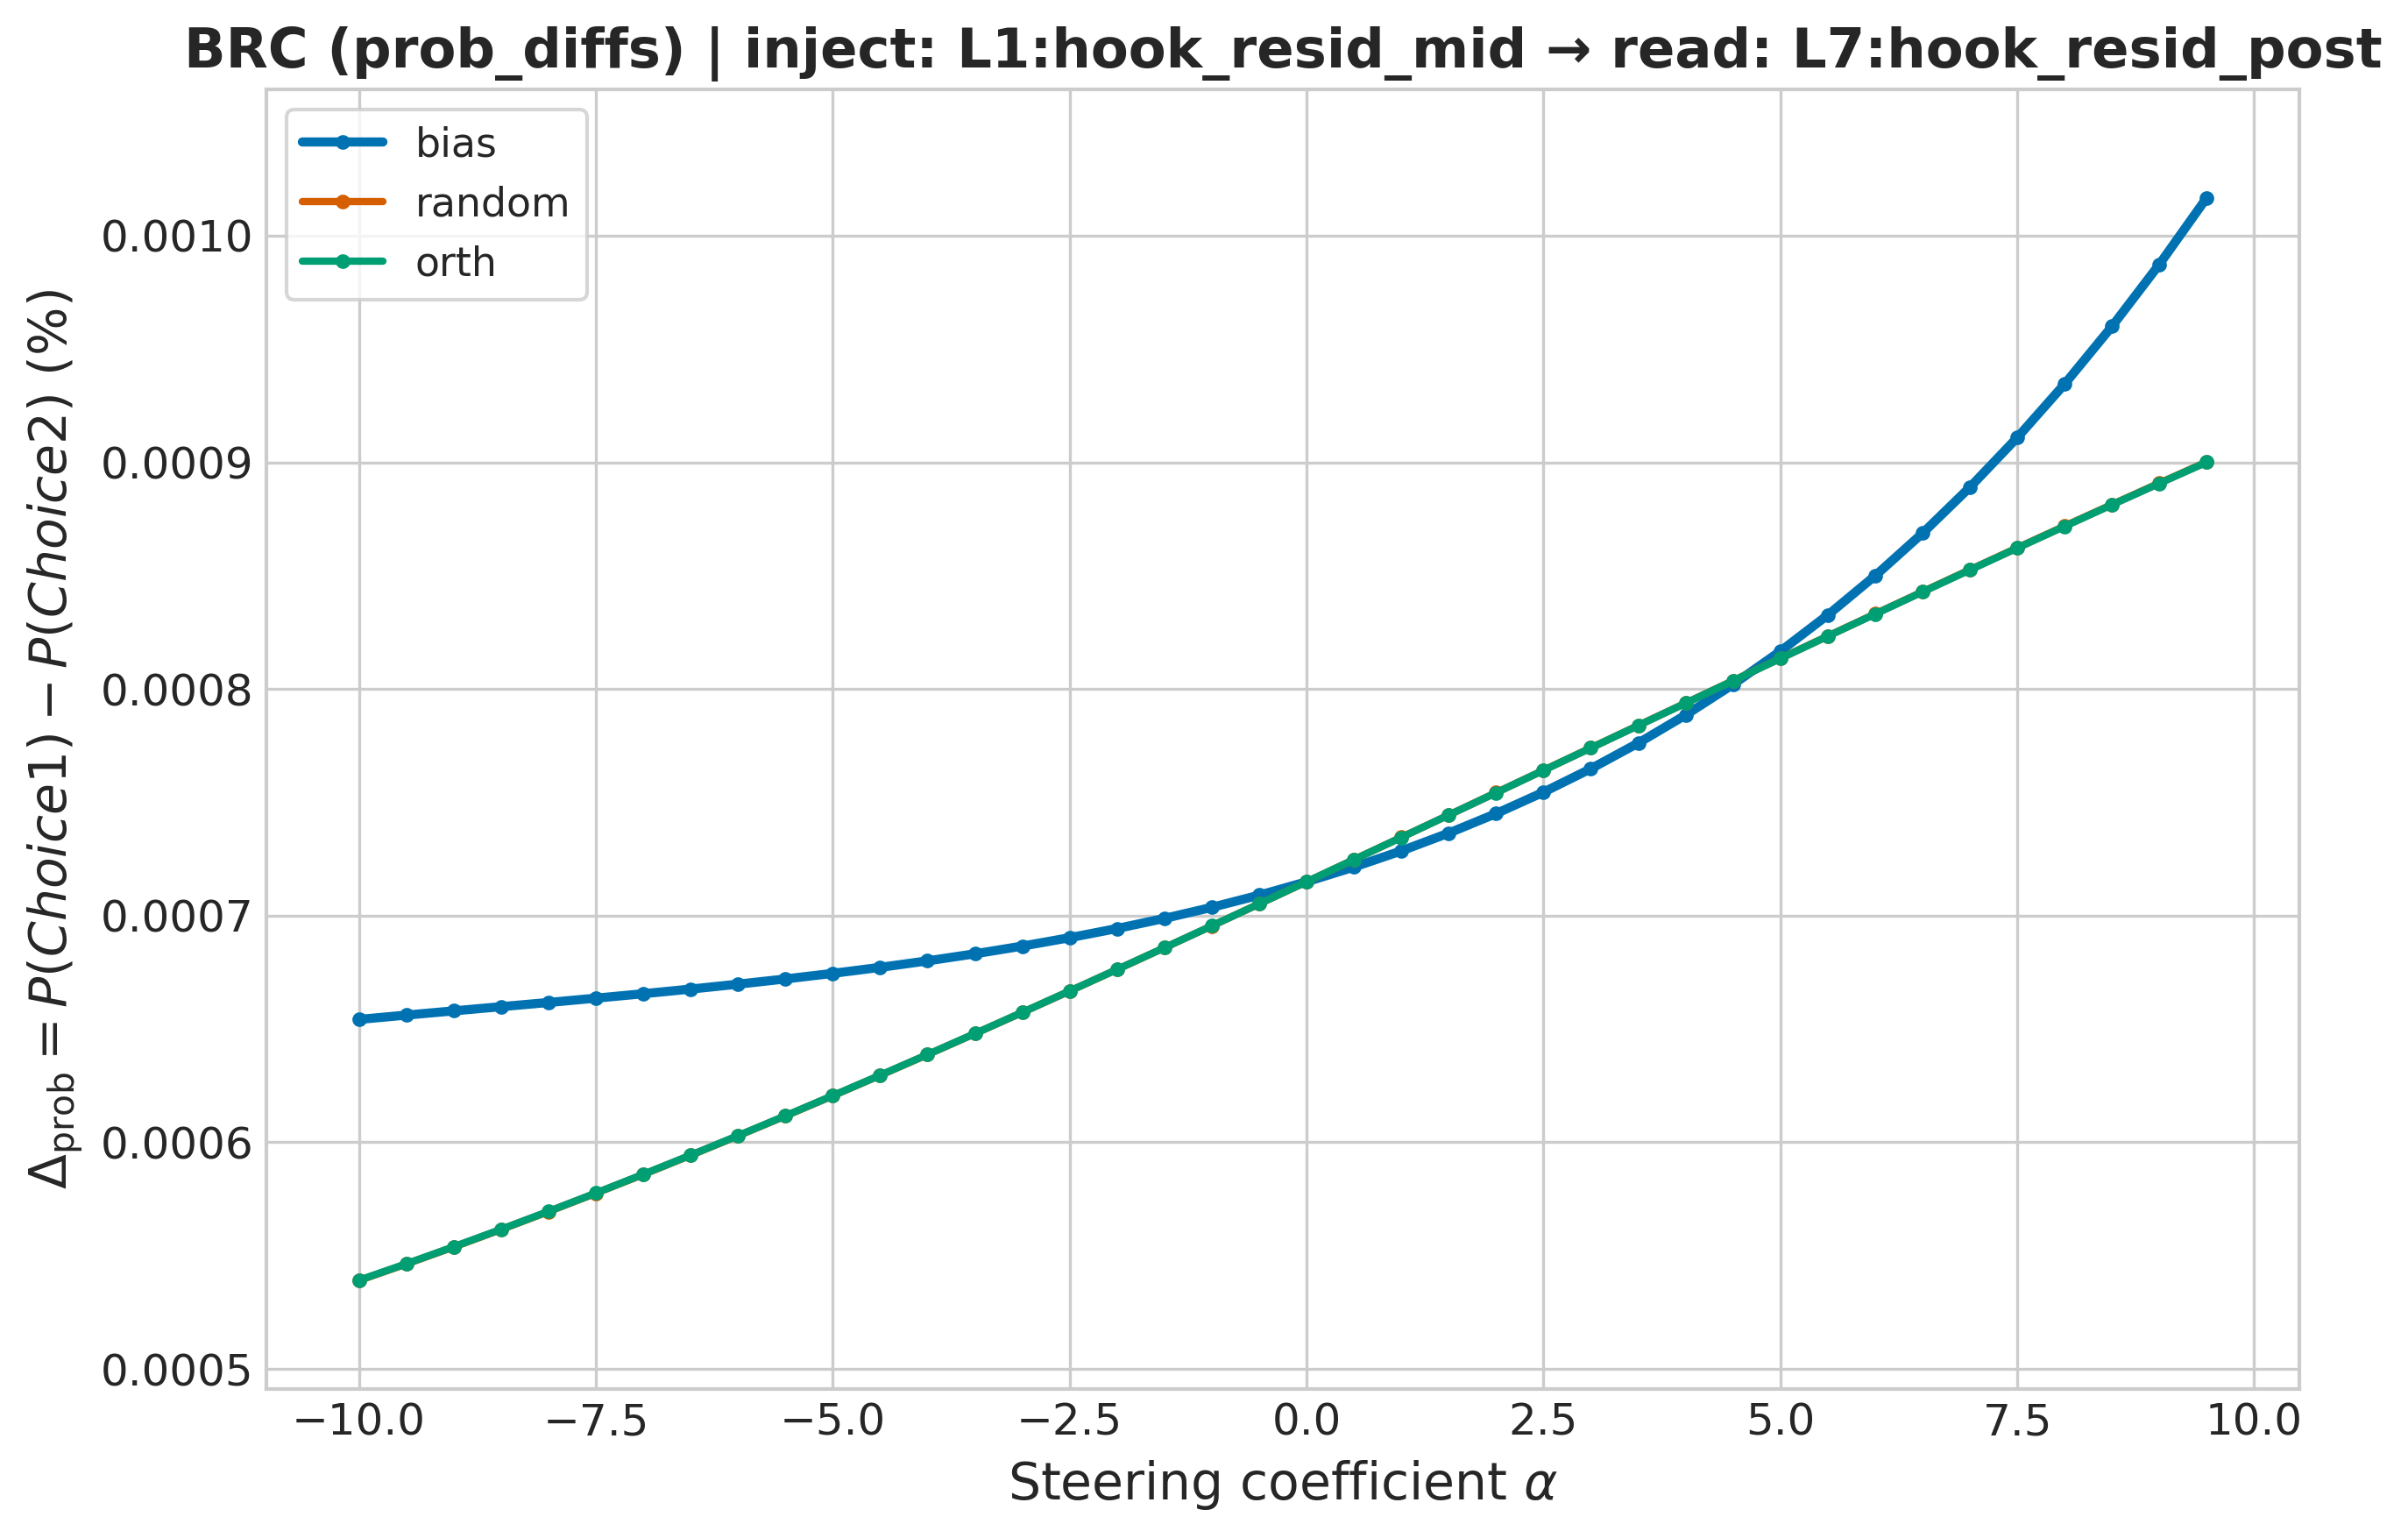 BRC (prob_diffs) | inject: L1:hook_resid_mid → read: L7:hook_resid_post
bias
random
orth
Δprob = P(Choice1) − P(Choice2) (%)
0.0010
0.0009
0.0008
0.0007
0.0006
0.0005
−10.0 −7.5 −5.0 −2.5 0.0 2.5 5.0 7.5 10.0
Steering coefficient α